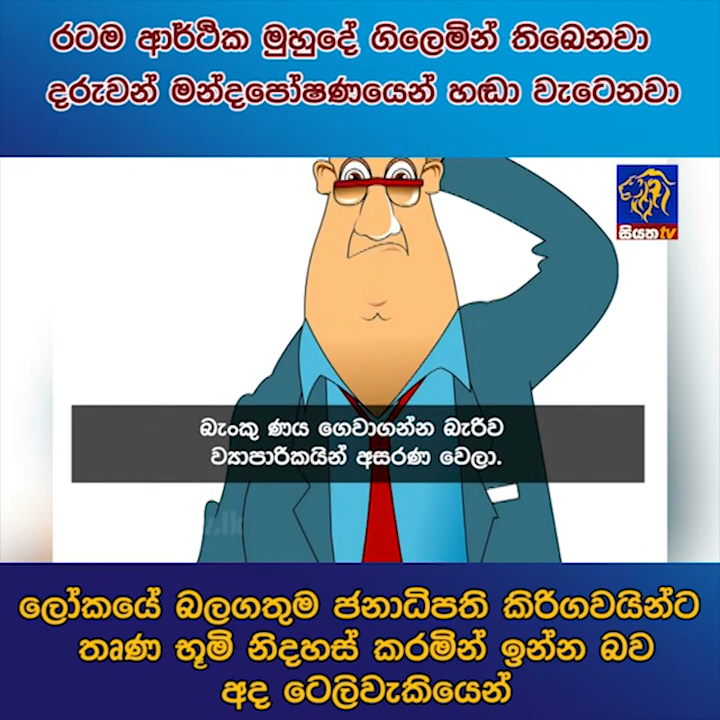 රටම ආර්ථික මුහුදේ ගිලෙමින් තිබෙනවා
දරුවන් මන්දපෝෂණයෙන් හඬා වැටෙනවා
සියත tv
බැංකු ණය ගෙවාගන්න බැරිව
ව්‍යාපාරිකයින් අසරණ වෙලා.
ලෝකයේ බලගතුම ජනාධිපති කිරිගවයින්ට
තෘණ භූමි නිදහස් කරමින් ඉන්න බව
අද ටෙලිවැකියෙන්